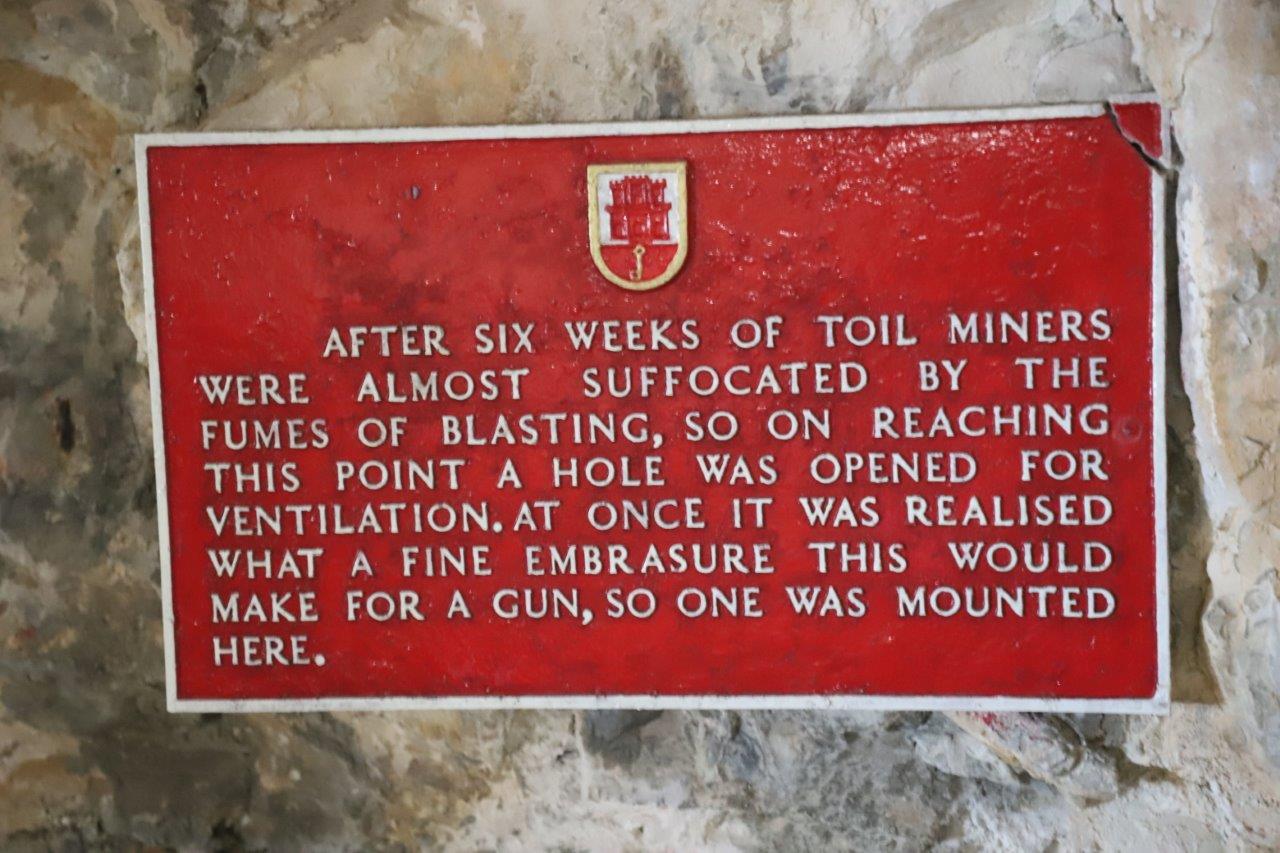 AFTER SIX WEEKS OF TOIL MINERS
WERE ALMOST SUFFOCATED BY THE
FUMES OF BLASTING, SO ON REACHING
THIS POINT A HOLE WAS OPENED FOR
VENTILATION. AT ONCE IT WAS REALISED
WHAT A FINE EMBRASURE THIS WOULD
MAKE FOR A GUN, SO ONE WAS MOUNTED
HERE.